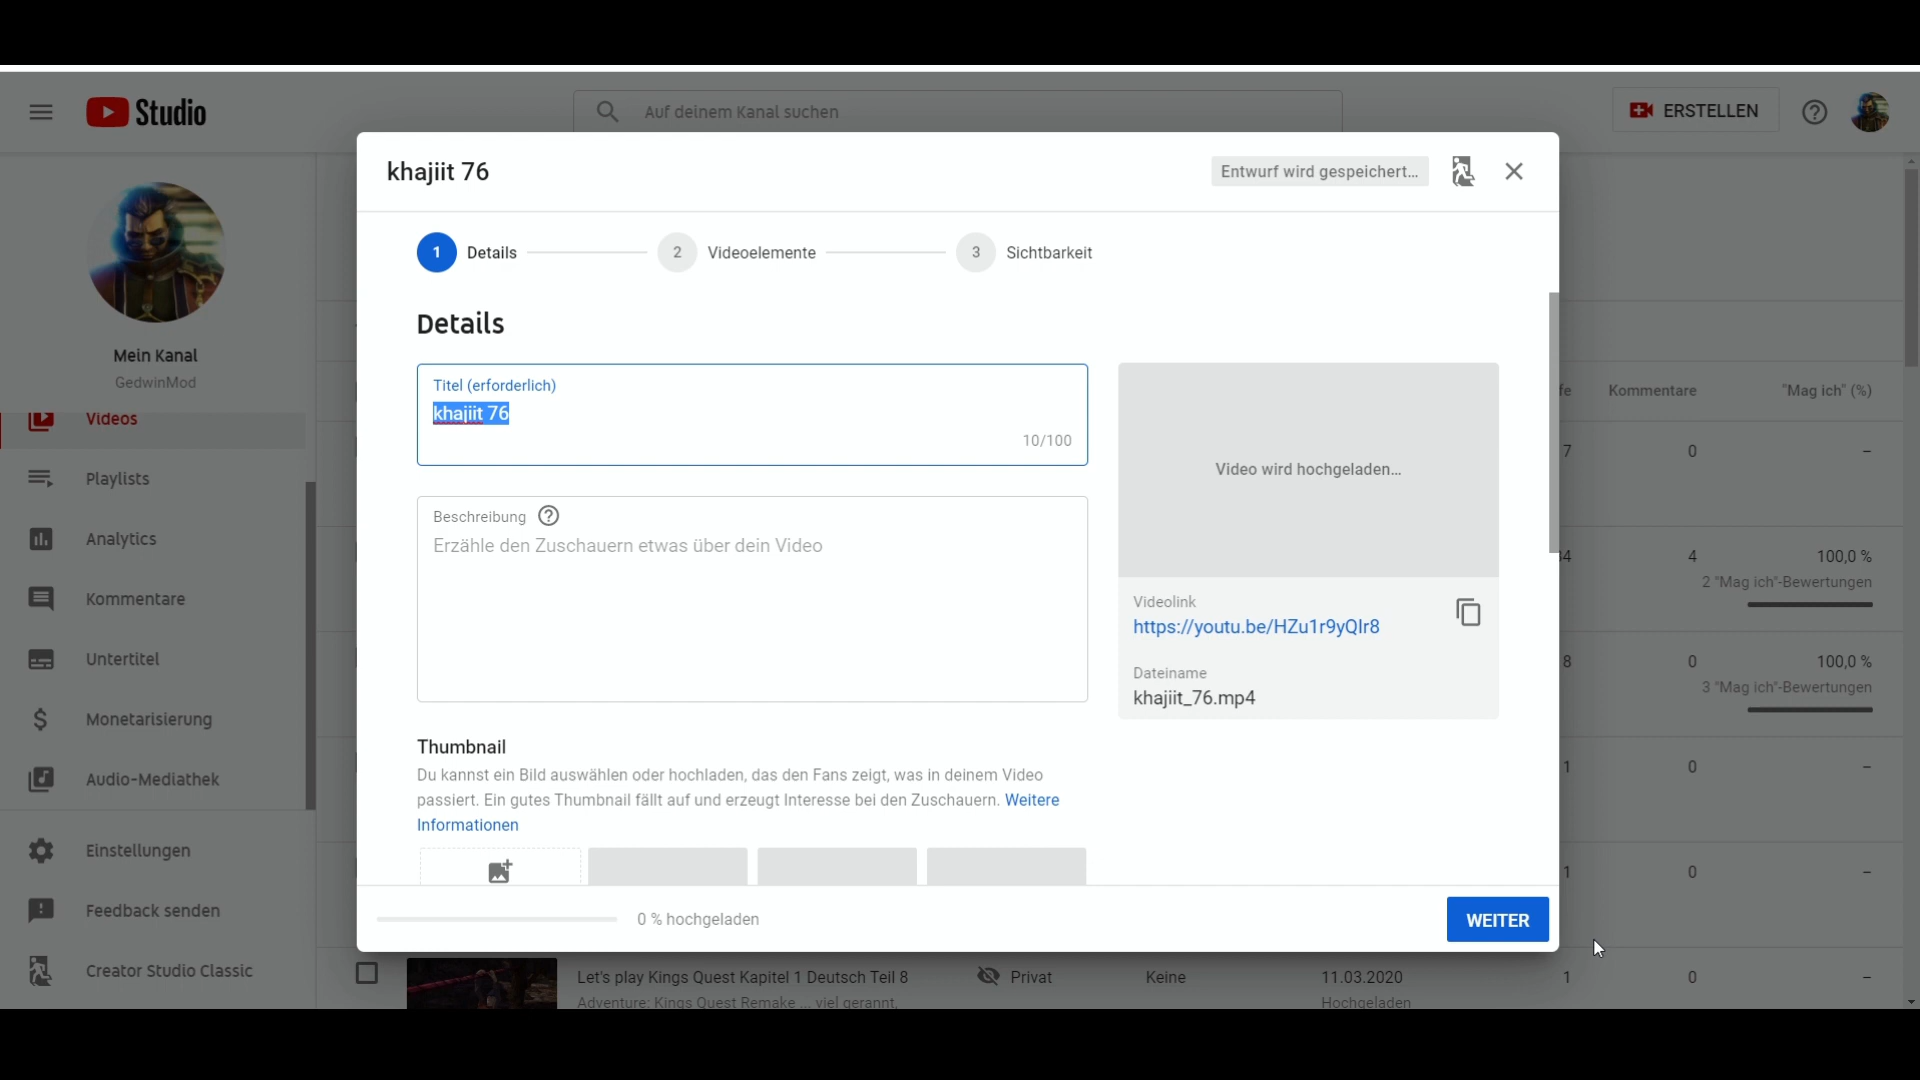 Studio
Auf deinem Kanal suchen
ERSTELLEN
khajiit 76
Entwurf wird gespeichert...
1 Details
2 Videoelemente
3 Sichtbarkeit
Details
Titel (erforderlich)
khajiit 76
10/100
Beschreibung
Erzähle den Zuschauern etwas über dein Video
Thumbnail
Du kannst ein Bild auswählen oder hochladen, das den Fans zeigt, was in deinem Video
passiert. Ein gutes Thumbnail fällt auf und erzeugt Interesse bei den Zuschauern. Weitere
Informationen
Video wird hochgeladen...
Videolink
https://youtu.be/HZu1r9yQIr8
Dateiname
khajiit_76.mp4
0 % hochgeladen
WEITER
Mein Kanal
GedwinMod
Videos
Playlists
Analytics
Kommentare
Untertitel
Monetarisierung
Audio-Mediathek
Einstellungen
Feedback senden
Creator Studio Classic
Kommentare "Mag ich" (%)
7 0 –
4 100,0 %
2 "Mag ich"-Bewertungen
8 0 100,0 %
3 "Mag ich"-Bewertungen
1 0 –
1 0 –
Let's play Kings Quest Kapitel 1 Deutsch Teil 8 Privat Keine 11.03.2020 1 0 –
Adventure: Kings Quest Remake ... viel gerannt, Hochgeladen